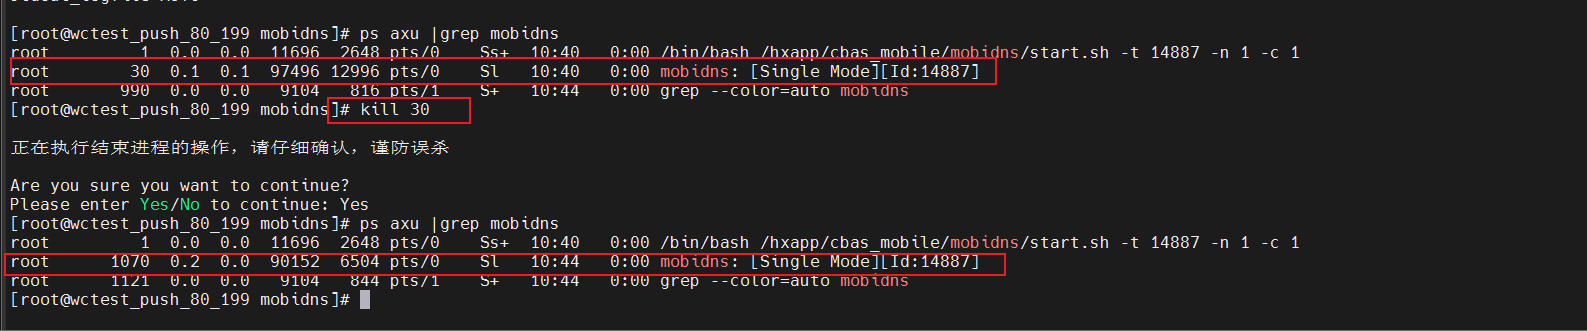 [root@wctest_push_80_199 mobidns]# ps axu |grep mobidns
root         1  0.0  0.0  11696  2648 pts/0    Ss+  10:40   0:00 /bin/bash /hxapp/cbas_mobile/mobidns/start.sh -t 14887 -n 1 -c 1
root        30  0.1  0.1  97496 12996 pts/0    Sl   10:40   0:00 mobidns: [Single Mode][Id:14887]
root       990  0.0  0.0   9104   816 pts/1    S+   10:44   0:00 grep --color=auto mobidns
[root@wctest_push_80_199 mobidns]# kill 30
正在执行结束进程的操作，请仔细确认，谨防误杀
Are you sure you want to continue?
Please enter Yes/No to continue: Yes
[root@wctest_push_80_199 mobidns]# ps axu |grep mobidns
root         1  0.0  0.0  11696  2648 pts/0    Ss+  10:40   0:00 /bin/bash /hxapp/cbas_mobile/mobidns/start.sh -t 14887 -n 1 -c 1
root      1070  0.2  0.0  90152  6504 pts/0    Sl   10:44   0:00 mobidns: [Single Mode][Id:14887]
root      1121  0.0  0.0   9104   844 pts/1    S+   10:44   0:00 grep --color=auto mobidns
[root@wctest_push_80_199 mobidns]#